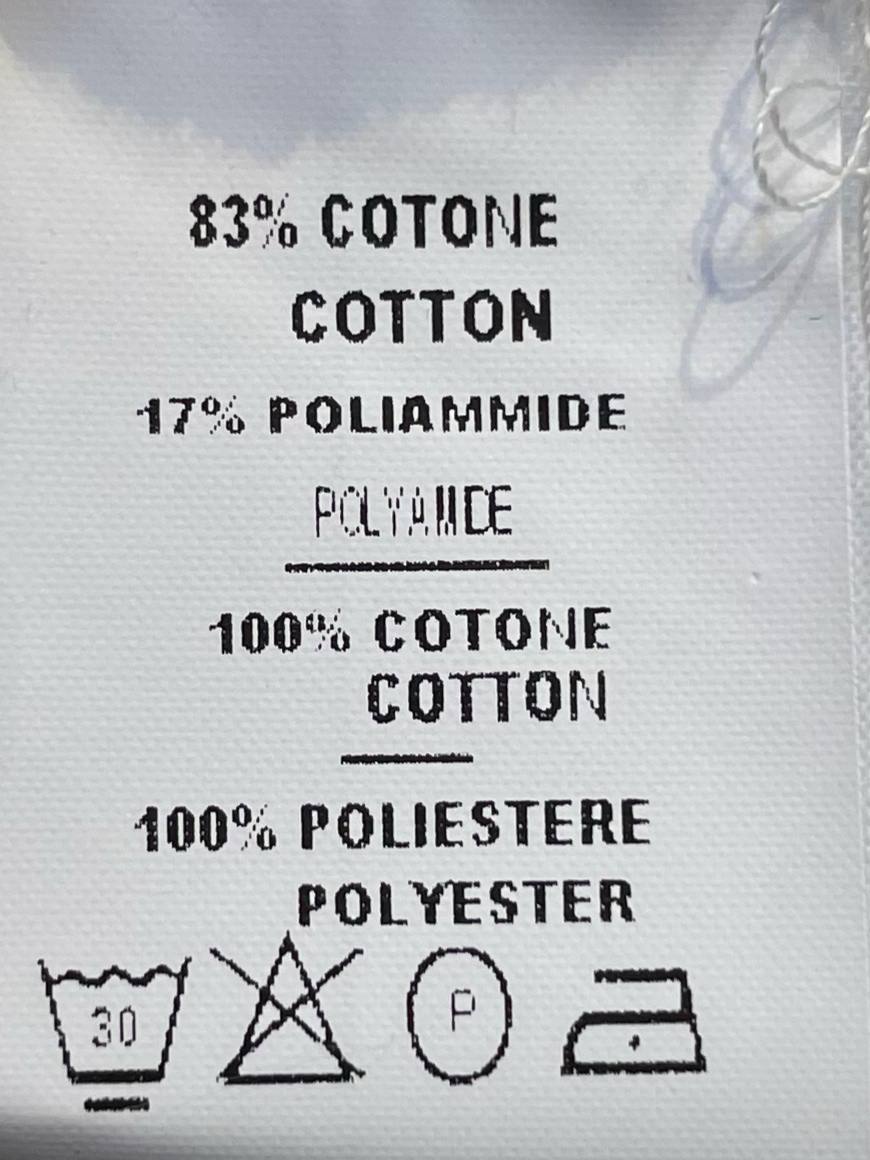 83% COTONE
COTTON
17% POLIAMMIDE
POLYAMIDE
100% COTONE
COTTON
100% POLIESTERE
POLYESTER
30 P